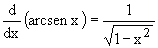 d/dx (arcsen x) = 1/√(1−x²)